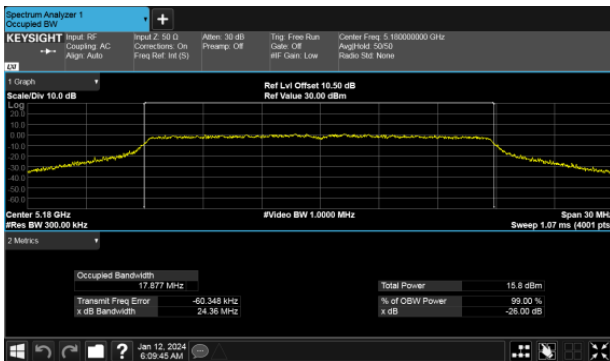 Spectrum Analyzer 1
Occupied BW
+
KEYSIGHT Input: RF Input Z: 50 Ω Atten: 30 dB Trig: Free Run Center Freq: 5.180000000 GHz
Coupling: AC Corrections: On Preamp: Off Gate: Off Avg|Hold: 50/50
Align: Auto Freq Ref: Int (S) #IF Gain: Low Radio Std: None
LXI
1 Graph
Scale/Div 10.0 dB Ref Lvl Offset 10.50 dB
Ref Value 30.00 dBm
Log
20.0
10.0
0.00
-10.0
-20.0
-30.0
-40.0
-50.0
-60.0
Center 5.18 GHz #Video BW 1.0000 MHz Span 30 MHz
#Res BW 300.00 kHz Sweep 1.07 ms (4001 pts
2 Metrics
Occupied Bandwidth
17.877 MHz Total Power 15.8 dBm
Transmit Freq Error -60.348 kHz % of OBW Power 99.00 %
x dB Bandwidth 24.36 MHz x dB -26.00 dB
? Jan 12, 2024
6:09:45 AM